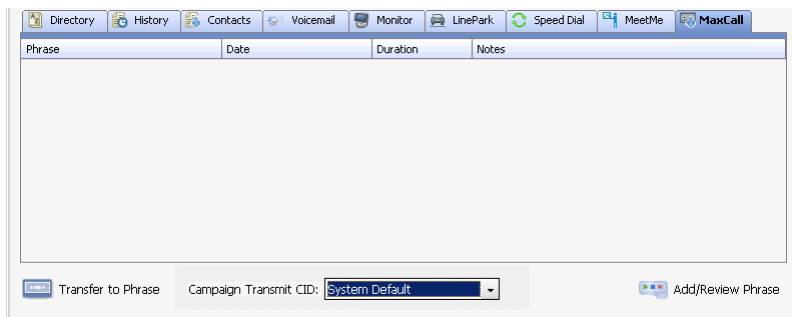 Directory History Contacts Voicemail Monitor LinePark Speed Dial MeetMe MaxCall
Phrase Date Duration Notes
Transfer to Phrase Campaign Transmit CID: System Default Add/Review Phrase